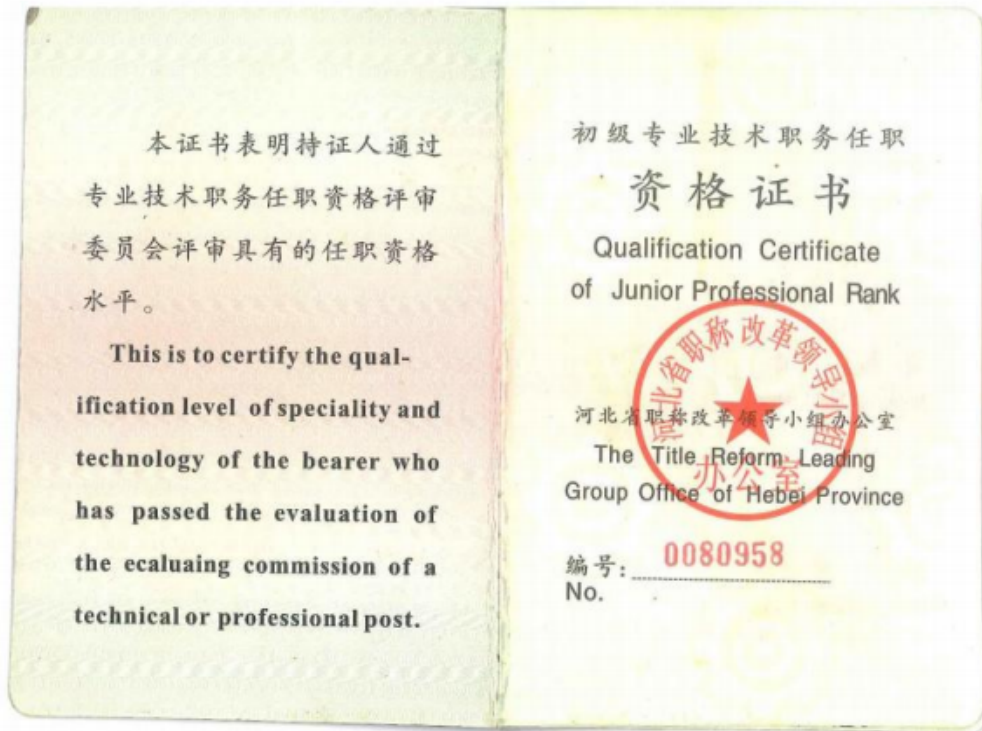 本证书表明持证人通过
专业技术职务任职资格评审
委员会评审具有的任职资格
水平。
This is to certify the qual-
ification level of speciality and
technology of the bearer who
has passed the evaluation of
the ecaluaing commission of a
technical or professional post.
初级专业技术职务任职
资格证书
Qualification Certificate
of Junior Professional Rank
河北省职称改革领导小组
河北省职称改革领导小组办公室
The Title Reform Leading
办公室
Group Office of Hebei Province
编号: 0080958
No.